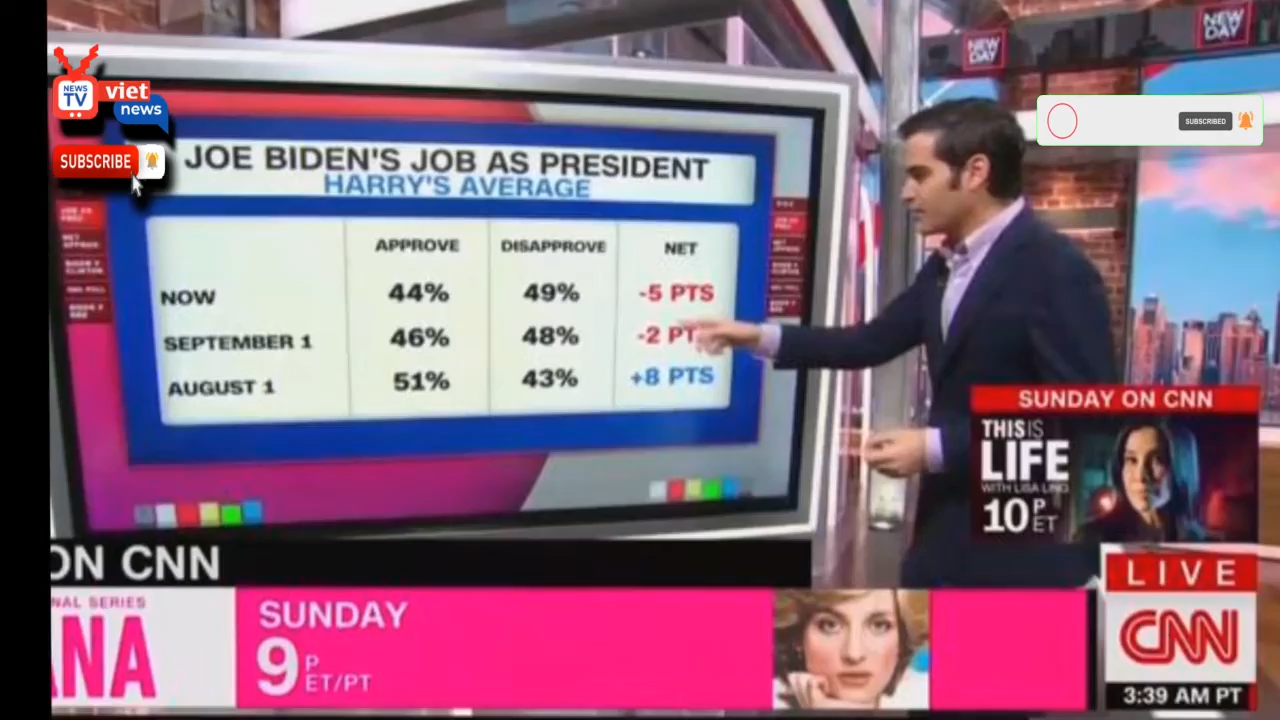 NEW DAY
NEW DAY
NEWS TV
viet
news
SUBSCRIBE
SUBSCRIBED
JOE BIDEN'S JOB AS PRESIDENT
HARRY'S AVERAGE
APPROVE DISAPPROVE NET
NOW 44% 49% -5 PTS
SEPTEMBER 1 46% 48% -2 PT
AUGUST 1 51% 43% +8 PTS
SUNDAY ON CNN
THIS IS
LIFE
WITH LISA LING
10 P ET
ON CNN
NAL SERIES
ANA
SUNDAY
9 P ET/PT
LIVE
CNN
3:39 AM PT